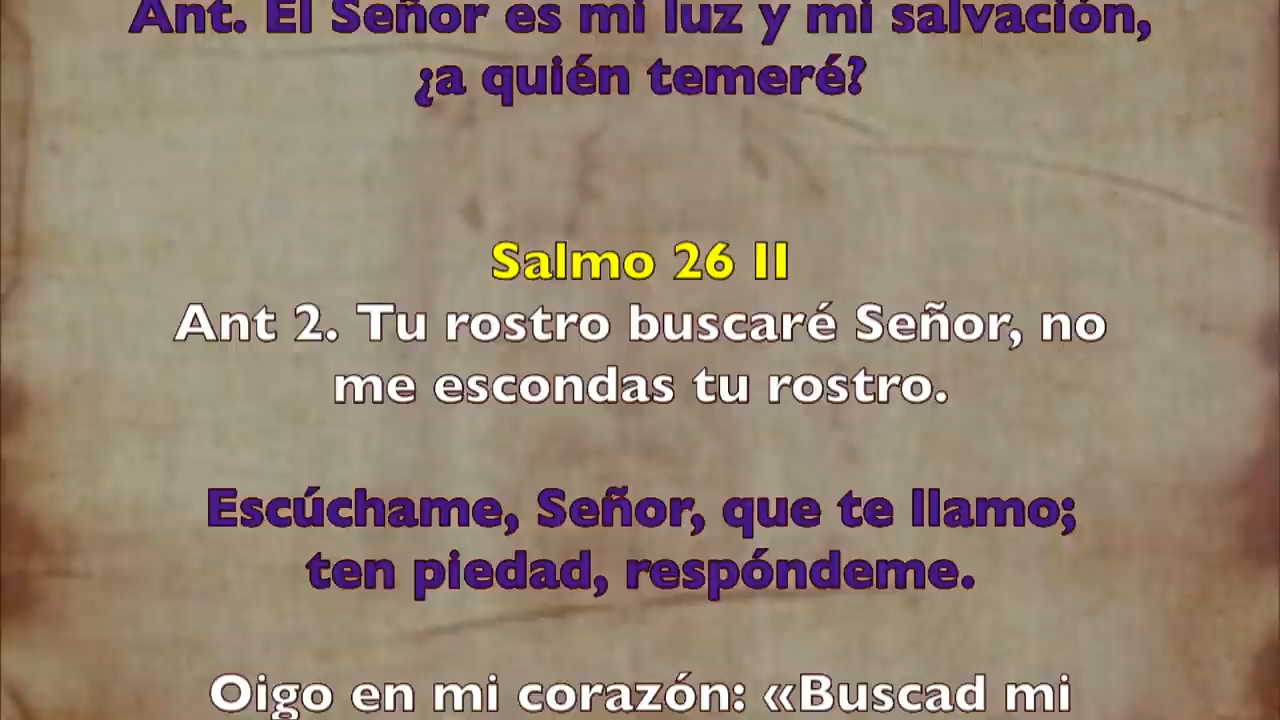 Ant. El Señor es mi luz y mi salvación,
¿a quién temeré?
Salmo 26 II
Ant 2. Tu rostro buscaré Señor, no
me escondas tu rostro.
Escúchame, Señor, que te llamo;
ten piedad, respóndeme.
Oigo en mi corazón: «Buscad mi